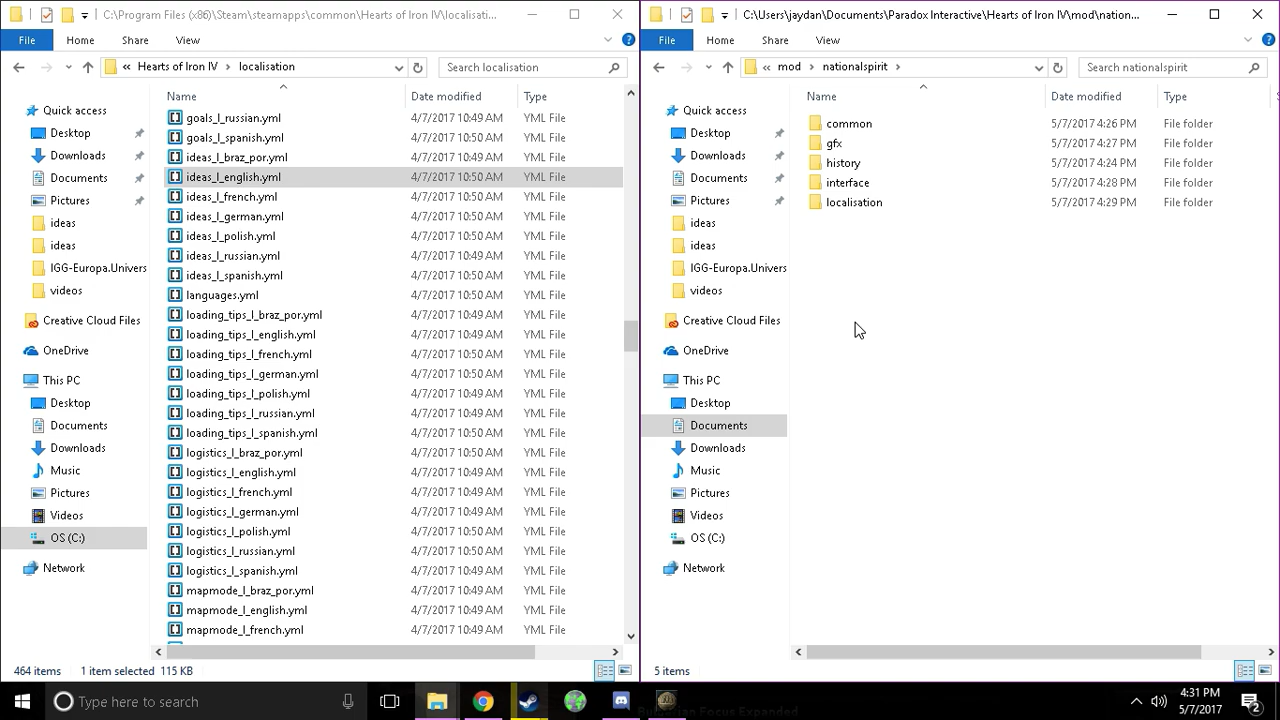 C:\Program Files (x86)\Steam\steamapps\common\Hearts of Iron IV\localisati...
File Home Share View
« Hearts of Iron IV > localisation Search localisation
Name Date modified Type
Quick access
Desktop
Downloads
Documents
Pictures
ideas
ideas
IGG-Europa.Univers
videos
Creative Cloud Files
OneDrive
This PC
Desktop
Documents
Downloads
Music
Pictures
Videos
OS (C:)
Network
goals_l_russian.yml 4/7/2017 10:49 AM YML File
goals_l_spanish.yml 4/7/2017 10:50 AM YML File
ideas_l_braz_por.yml 4/7/2017 10:49 AM YML File
ideas_l_english.yml 4/7/2017 10:50 AM YML File
ideas_l_french.yml 4/7/2017 10:50 AM YML File
ideas_l_german.yml 4/7/2017 10:50 AM YML File
ideas_l_polish.yml 4/7/2017 10:50 AM YML File
ideas_l_russian.yml 4/7/2017 10:49 AM YML File
ideas_l_spanish.yml 4/7/2017 10:50 AM YML File
languages.yml 4/7/2017 10:50 AM YML File
loading_tips_l_braz_por.yml 4/7/2017 10:49 AM YML File
loading_tips_l_english.yml 4/7/2017 10:49 AM YML File
loading_tips_l_french.yml 4/7/2017 10:50 AM YML File
loading_tips_l_german.yml 4/7/2017 10:50 AM YML File
loading_tips_l_polish.yml 4/7/2017 10:49 AM YML File
loading_tips_l_russian.yml 4/7/2017 10:49 AM YML File
loading_tips_l_spanish.yml 4/7/2017 10:50 AM YML File
logistics_l_braz_por.yml 4/7/2017 10:50 AM YML File
logistics_l_english.yml 4/7/2017 10:49 AM YML File
logistics_l_french.yml 4/7/2017 10:49 AM YML File
logistics_l_german.yml 4/7/2017 10:49 AM YML File
logistics_l_polish.yml 4/7/2017 10:50 AM YML File
logistics_l_russian.yml 4/7/2017 10:50 AM YML File
logistics_l_spanish.yml 4/7/2017 10:49 AM YML File
mapmode_l_braz_por.yml 4/7/2017 10:49 AM YML File
mapmode_l_english.yml 4/7/2017 10:49 AM YML File
mapmode_l_french.yml 4/7/2017 10:49 AM YML File
464 items 1 item selected 115 KB
C:\Users\jaydan\Documents\Paradox Interactive\Hearts of Iron IV\mod\nation...
File Home Share View
« mod > nationalspirit > Search nationalspirit
Name Date modified Type
Quick access
Desktop
Downloads
Documents
Pictures
ideas
ideas
IGG-Europa.Univers
videos
Creative Cloud Files
OneDrive
This PC
Desktop
Documents
Downloads
Music
Pictures
Videos
OS (C:)
Network
common 5/7/2017 4:26 PM File folder
gfx 5/7/2017 4:27 PM File folder
history 5/7/2017 4:24 PM File folder
interface 5/7/2017 4:28 PM File folder
localisation 5/7/2017 4:29 PM File folder
5 items
Type here to search
Bulgarian Focus Expanded
4:31 PM
5/7/2017
2